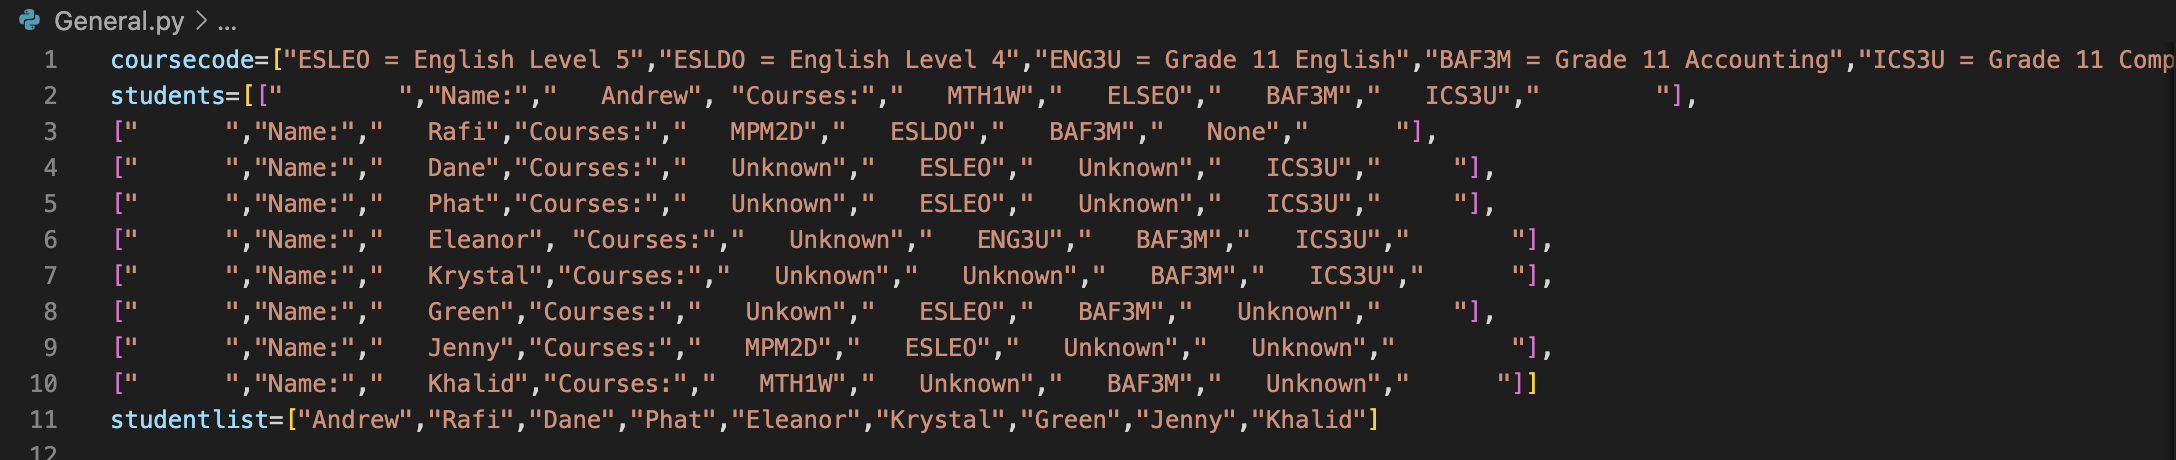 General.py > ...
1 coursecode=["ESLEO = English Level 5","ESLDO = English Level 4","ENG3U = Grade 11 English","BAF3M = Grade 11 Accounting","ICS3U = Grade 11 Comp
2 students=[["        ","Name:","   Andrew", "Courses:","   MTH1W","   ELSEO","   BAF3M","   ICS3U","        "],
3 ["      ","Name:","   Rafi","Courses:","   MPM2D","   ESLDO","   BAF3M","   None","      "],
4 ["      ","Name:","   Dane","Courses:","   Unknown","   ESLEO","   Unknown","   ICS3U","     "],
5 ["      ","Name:","   Phat","Courses:","   Unknown","   ESLEO","   Unknown","   ICS3U","     "],
6 ["      ","Name:","   Eleanor", "Courses:","   Unknown","   ENG3U","   BAF3M","   ICS3U","       "],
7 ["      ","Name:","   Krystal","Courses:","   Unknown","   Unknown","   BAF3M","   ICS3U","      "],
8 ["      ","Name:","   Green","Courses:","   Unkown","   ESLEO","   BAF3M","   Unknown","     "],
9 ["      ","Name:","   Jenny","Courses:","   MPM2D","   ESLEO","   Unknown","   Unknown","        "],
10 ["      ","Name:","   Khalid","Courses:","   MTH1W","   Unknown","   BAF3M","   Unknown","      "]]
11 studentlist=["Andrew","Rafi","Dane","Phat","Eleanor","Krystal","Green","Jenny","Khalid"]
12